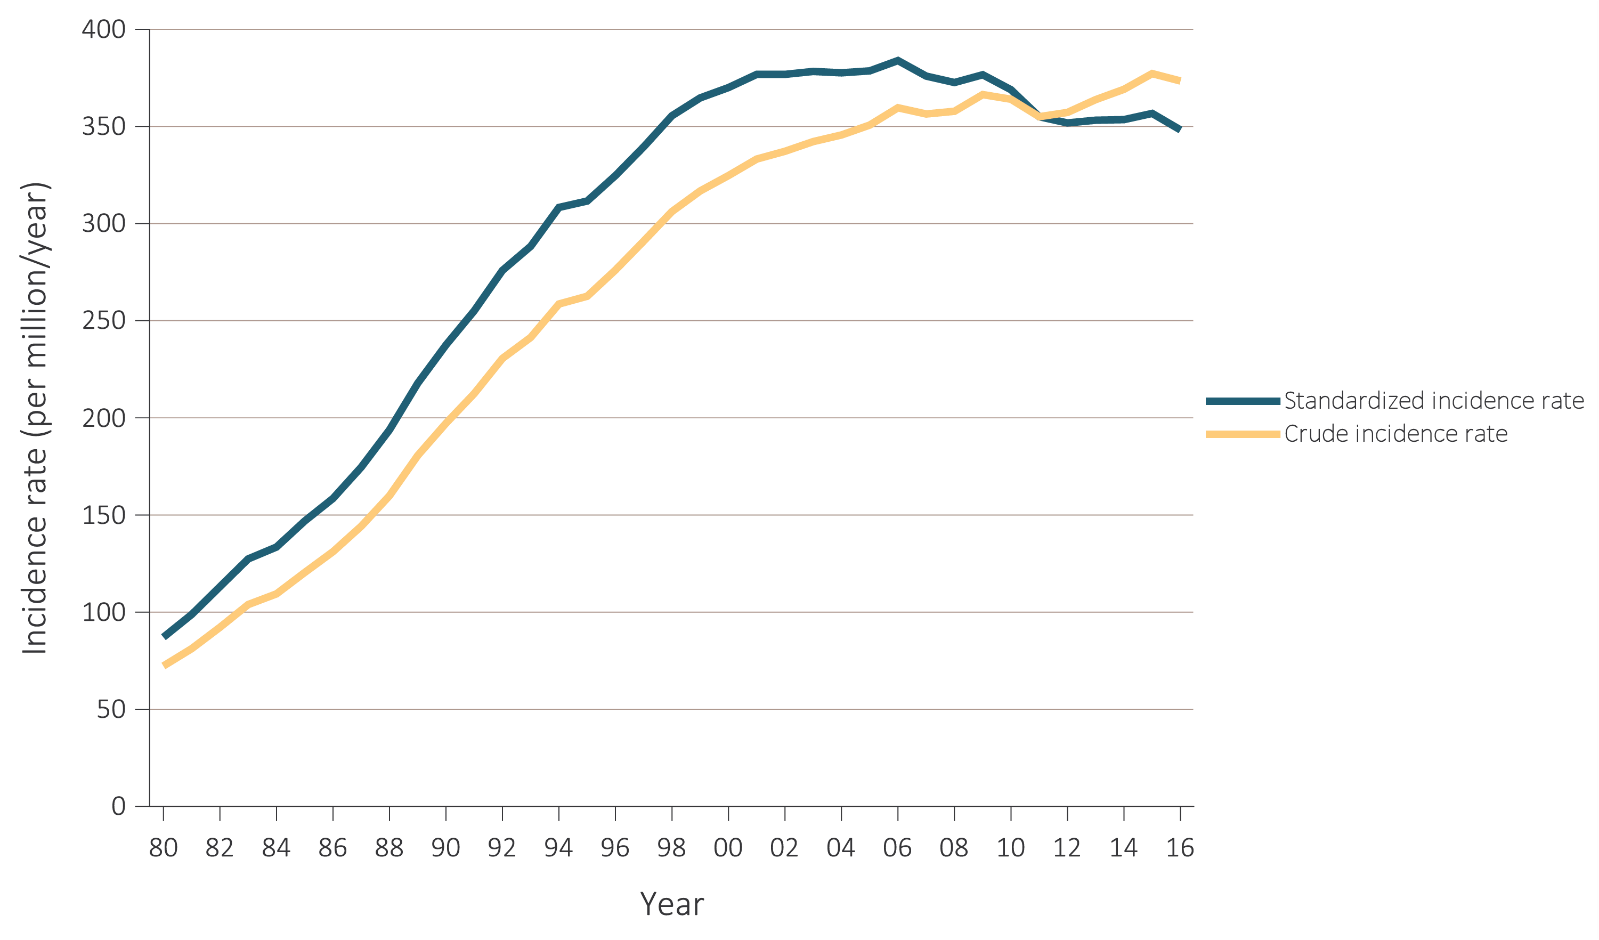 400
350
300
250
200
150
100
50
0
Incidence rate (per million/year)
80 82 84 86 88 90 92 94 96 98 00 02 04 06 08 10 12 14 16
Year
Standardized incidence rate
Crude incidence rate